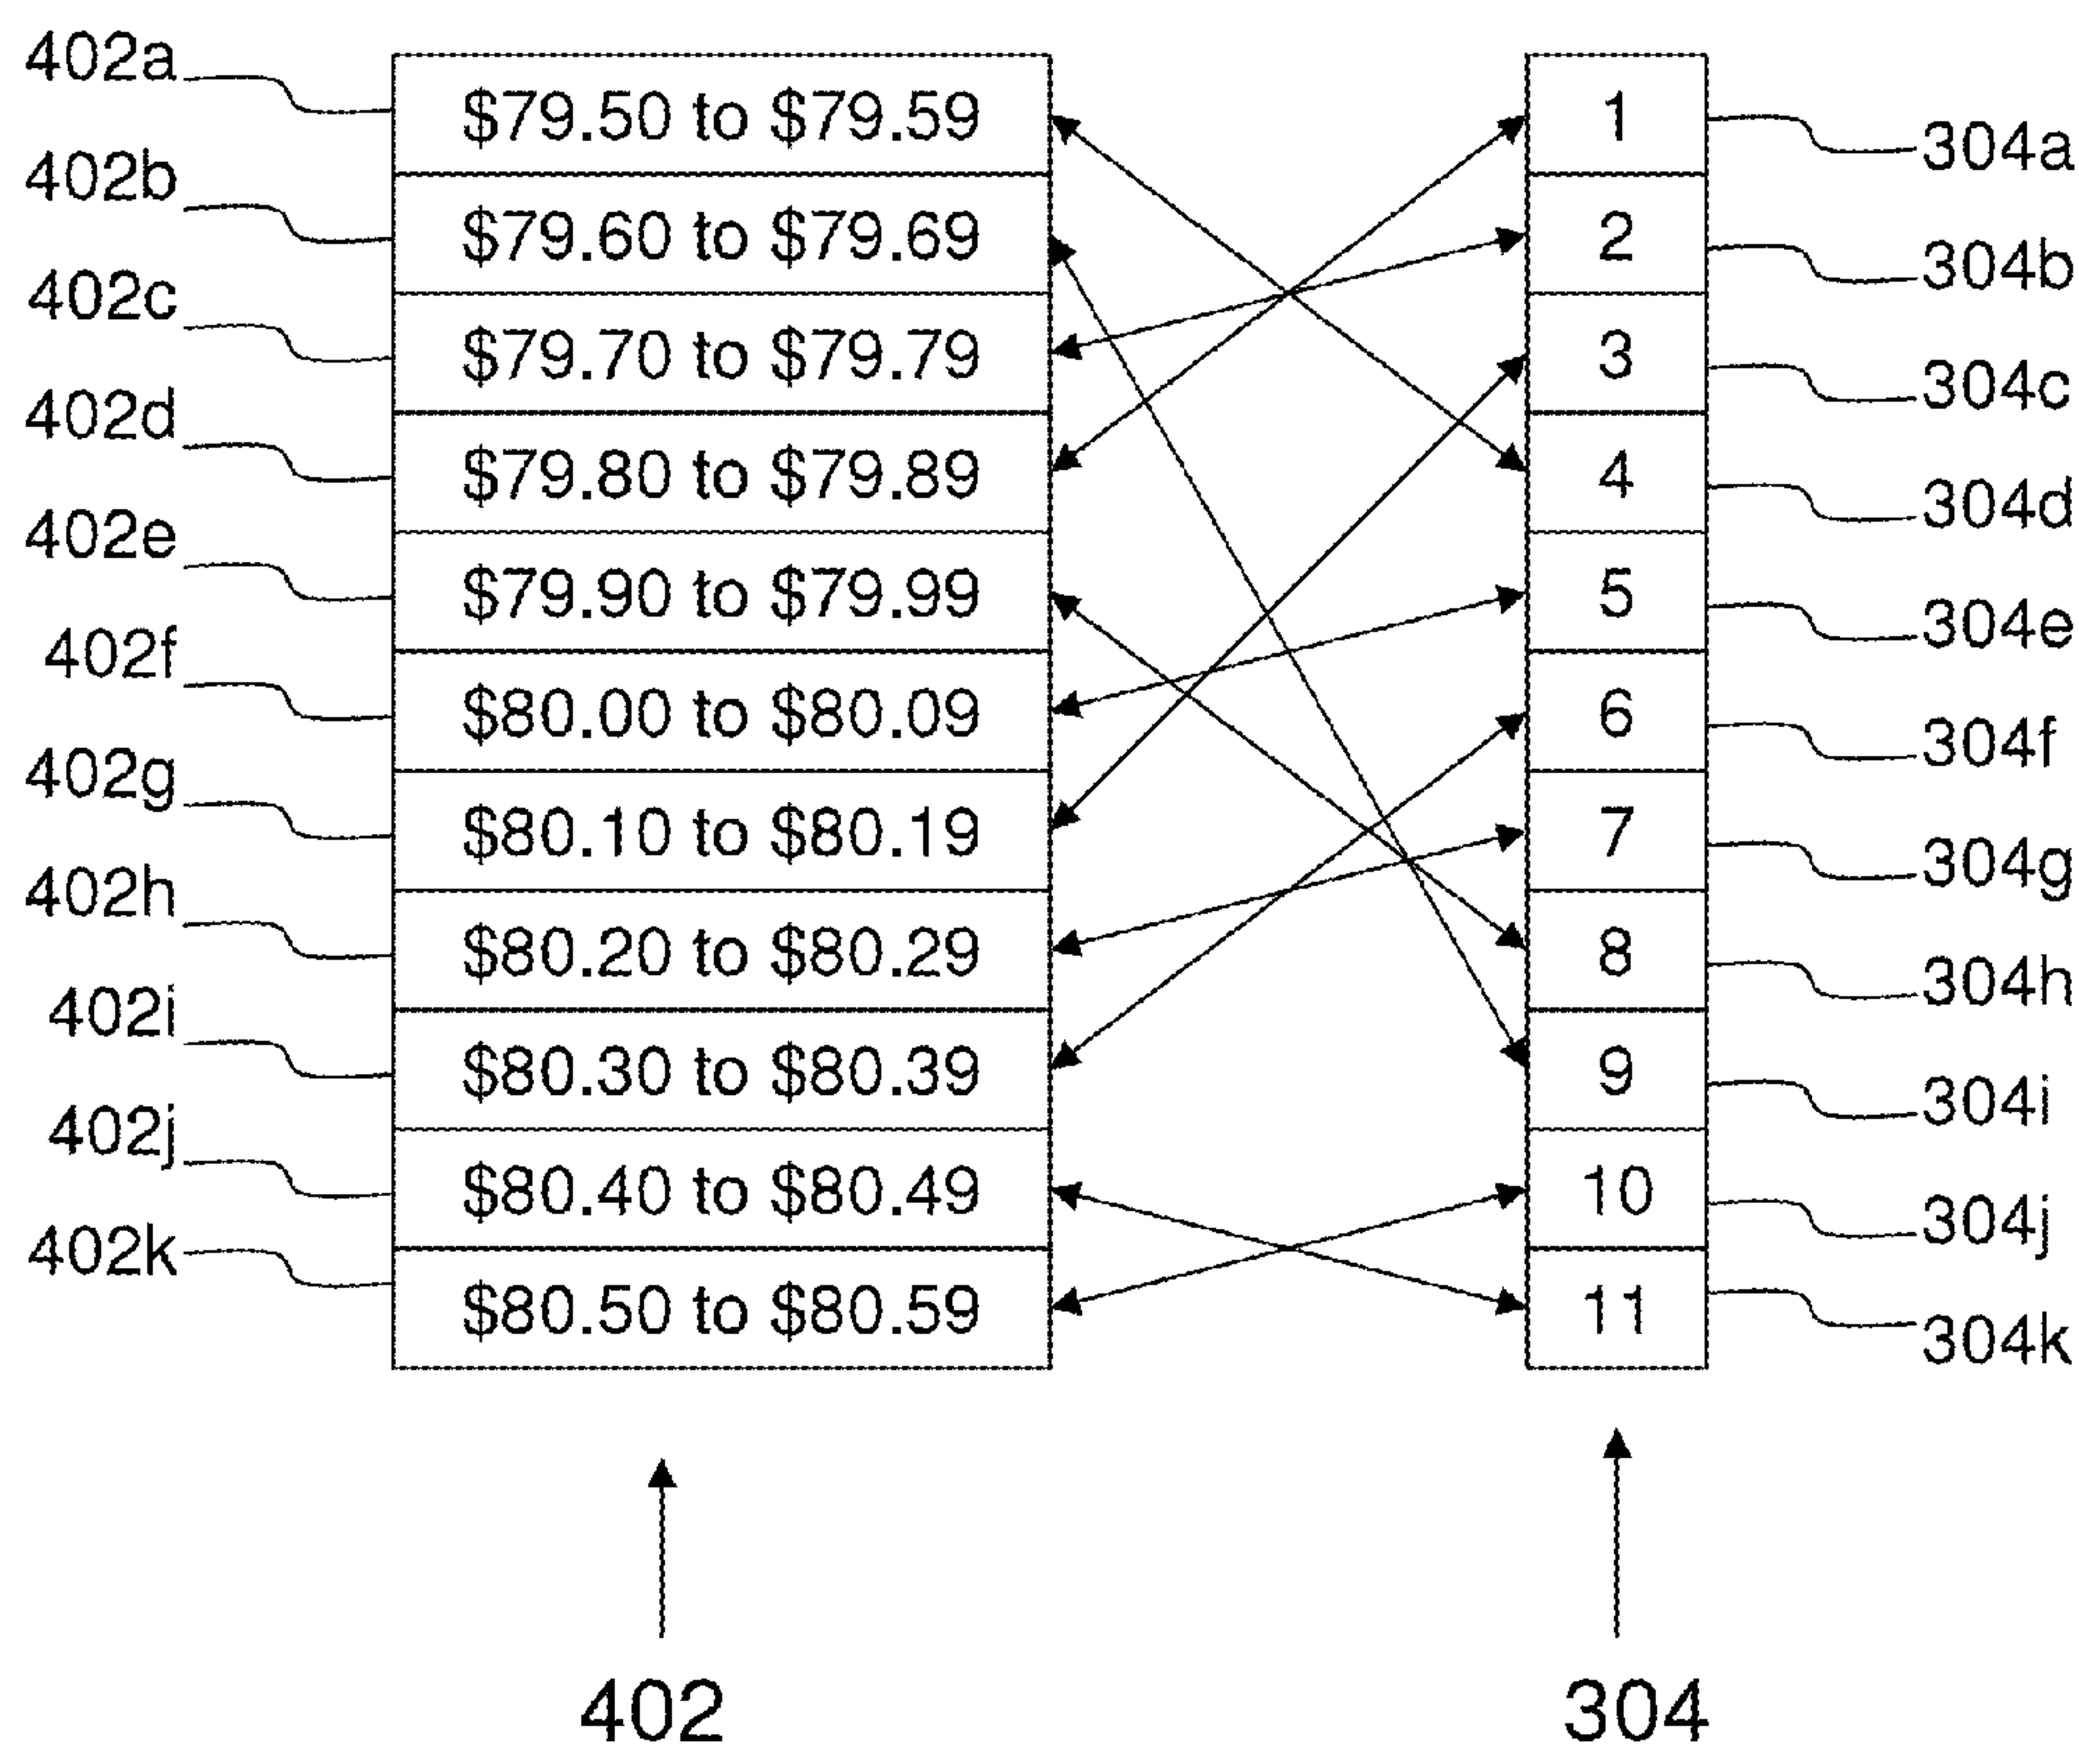 402a
$79.50 to $79.59
1
304a
402b
$79.60 to $79.69
2
304b
402c
$79.70 to $79.79
3
304c
402d
$79.80 to $79.89
4
304d
402e
$79.90 to $79.99
5
304e
402f
$80.00 to $80.09
6
304f
402g
$80.10 to $80.19
7
304g
402h
$80.20 to $80.29
8
304h
402i
$80.30 to $80.39
9
304i
402j
$80.40 to $80.49
10
304j
402k
$80.50 to $80.59
11
304k
402
304